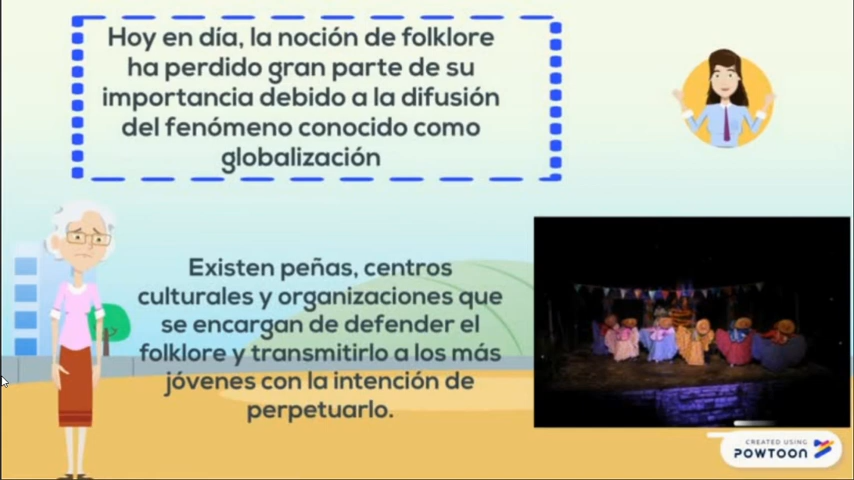 Hoy en día, la noción de folklore
ha perdido gran parte de su
importancia debido a la difusión
del fenómeno conocido como
globalización
Existen peñas, centros
culturales y organizaciones que
se encargan de defender el
folklore y transmitirlo a los más
jóvenes con la intención de
perpetuarlo.
CREATED USING
POWTOON